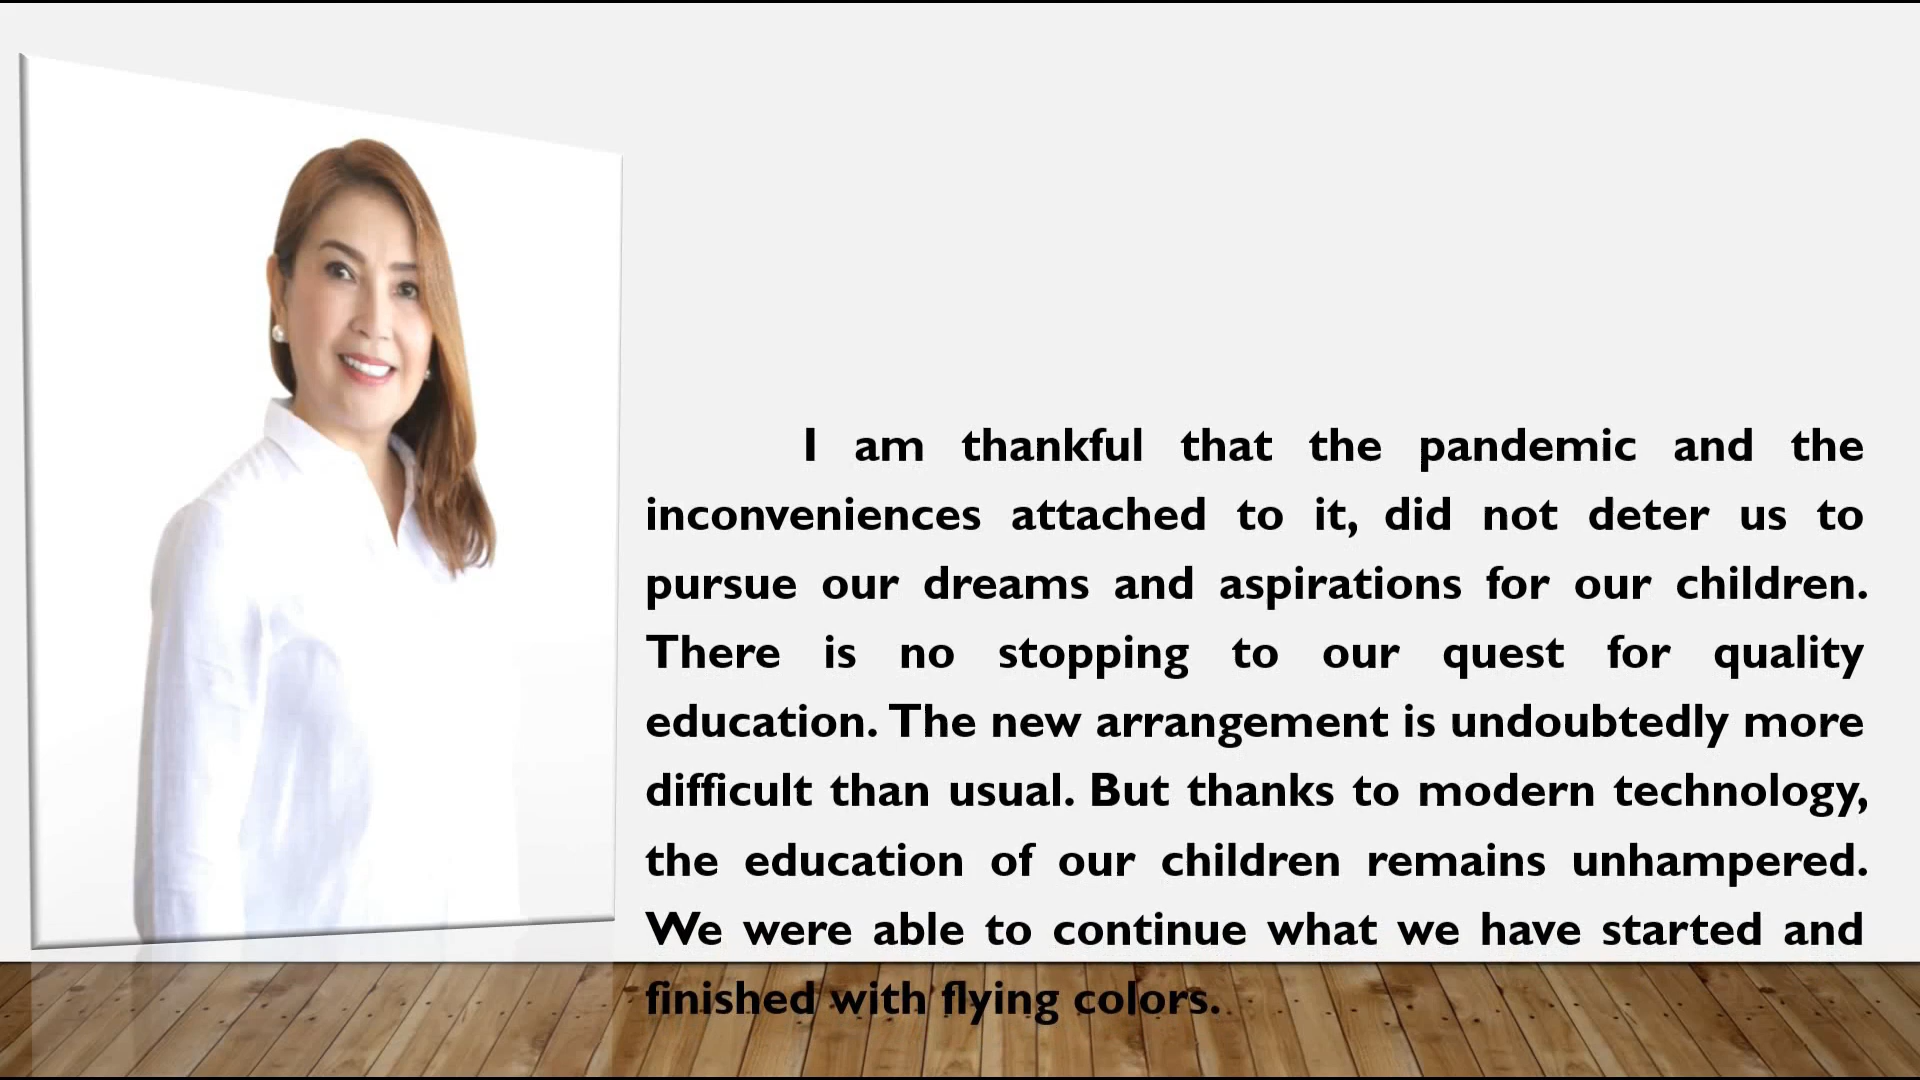 I am thankful that the pandemic and the
inconveniences attached to it, did not deter us to
pursue our dreams and aspirations for our children.
There is no stopping to our quest for quality
education. The new arrangement is undoubtedly more
difficult than usual. But thanks to modern technology,
the education of our children remains unhampered.
We were able to continue what we have started and
finished with flying colors.